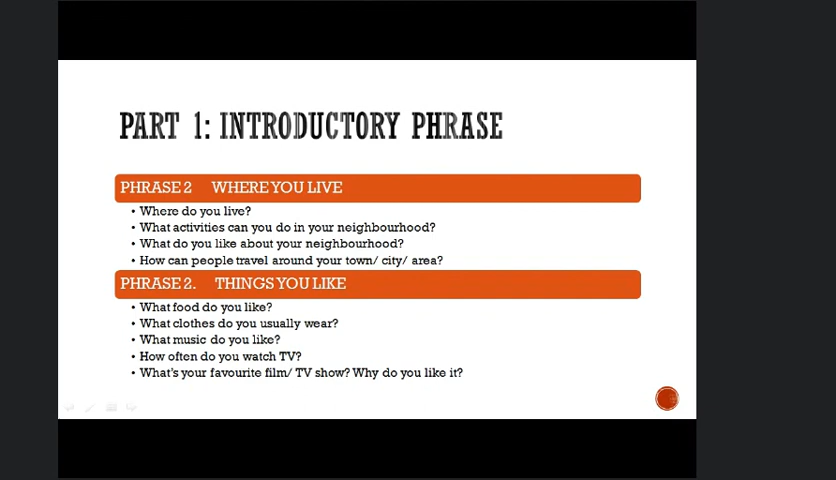 PART 1: INTRODUCTORY PHRASE
PHRASE 2 WHERE YOU LIVE
• Where do you live?
• What activities can you do in your neighbourhood?
• What do you like about your neighbourhood?
• How can people travel around your town/ city/ area?
PHRASE 2. THINGS YOU LIKE
• What food do you like?
• What clothes do you usually wear?
• What music do you like?
• How often do you watch TV?
• What's your favourite film/ TV show? Why do you like it?